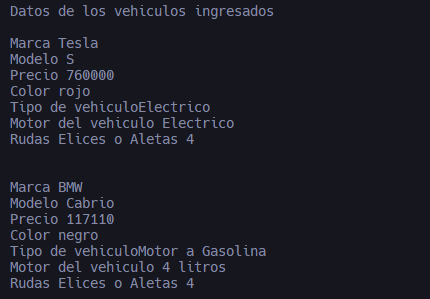 Datos de los vehiculos ingresados
Marca Tesla
Modelo S
Precio 760000
Color rojo
Tipo de vehiculoElectrico
Motor del vehiculo Electrico
Rudas Elices o Aletas 4
Marca BMW
Modelo Cabrio
Precio 117110
Color negro
Tipo de vehiculoMotor a Gasolina
Motor del vehiculo 4 litros
Rudas Elices o Aletas 4